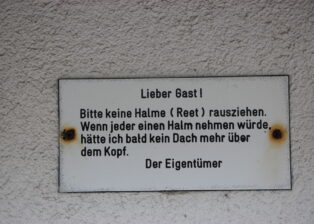 Lieber Gast!
Bitte keine Halme (Reet) rausziehen.
Wenn jeder einen Halm nehmen würde,
hätte ich bald kein Dach mehr über
dem Kopf.
Der Eigentümer